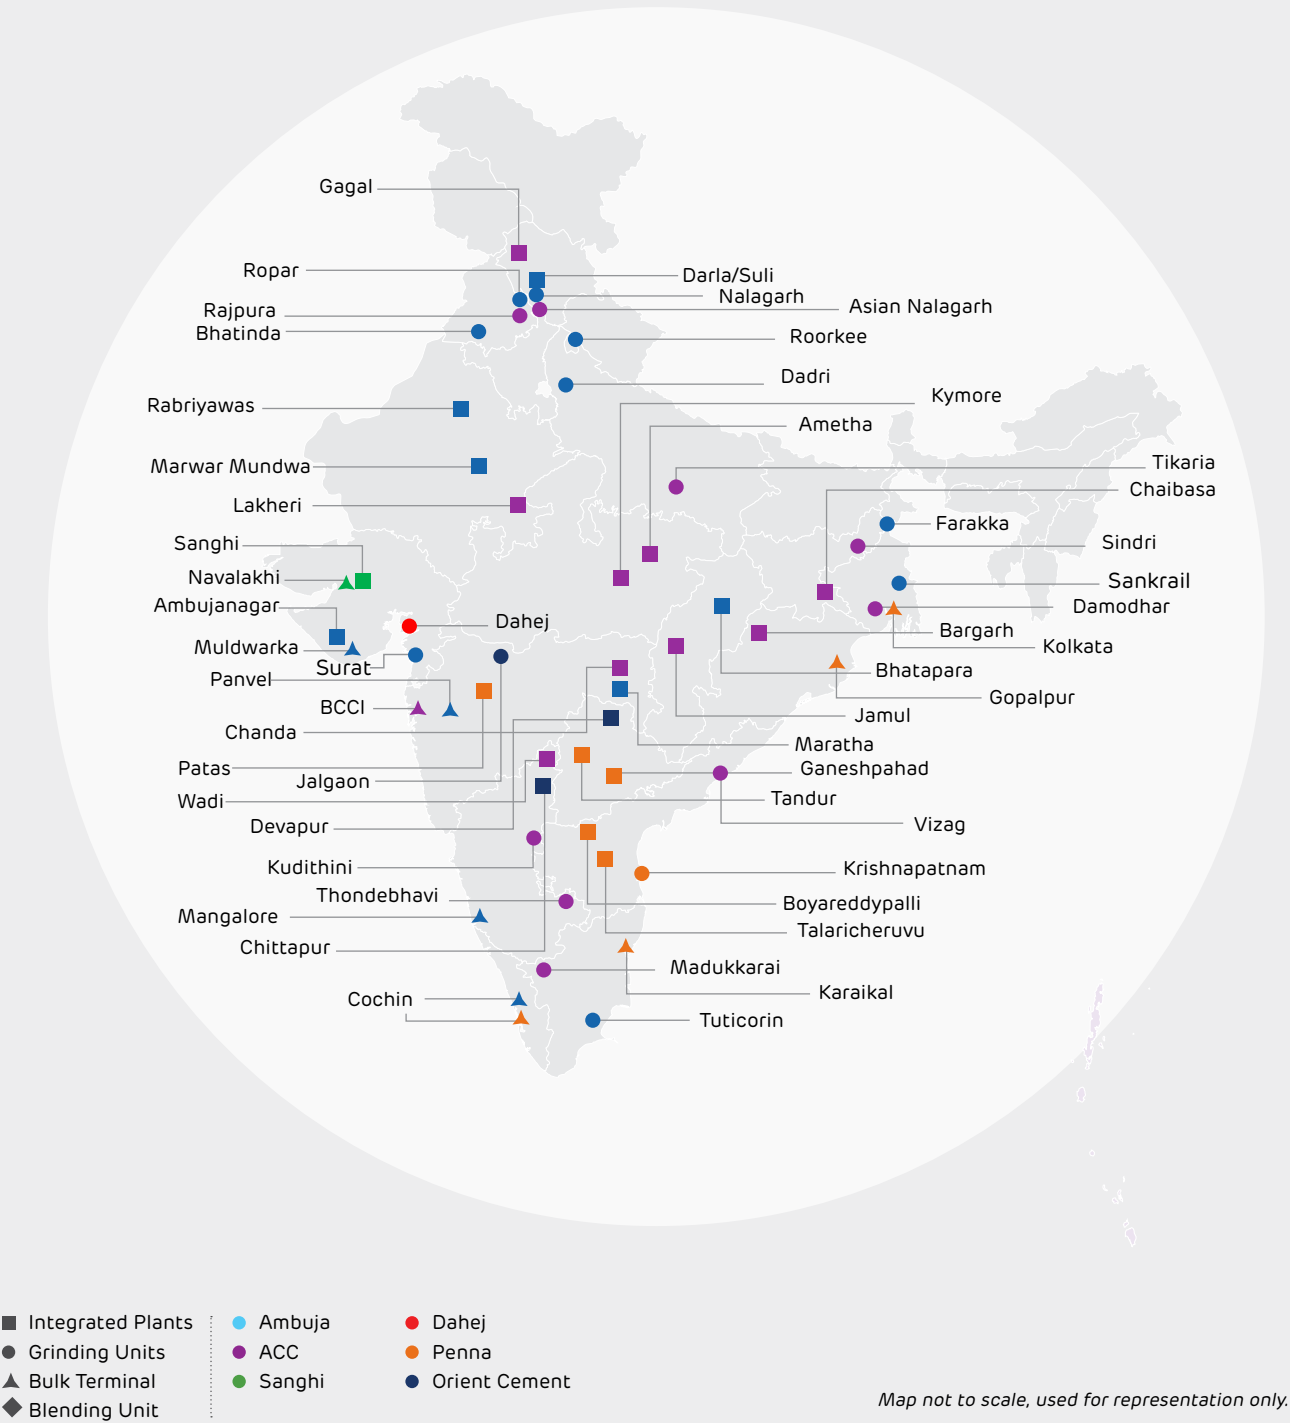 Gagal
Ropar
Darla/Suli
Nalagarh
Rajpura
Asian Nalagarh
Bhatinda
Roorkee
Dadri
Kymore
Rabriyawas
Ametha
Marwar Mundwa
Tikaria
Chaibasa
Lakheri
Farakka
Sanghi
Sindri
Navalakhi
Sankrail
Ambujanagar
Damodhar
Dahej
Bargarh
Muldwarka
Kolkata
Surat
Bhatapara
Panvel
Gopalpur
BCCI
Jamul
Chanda
Maratha
Patas
Ganeshpahad
Jalgaon
Wadi
Tandur
Devapur
Vizag
Kudithini
Krishnapatnam
Thondebhavi
Boyareddypalli
Mangalore
Talaricheruvu
Chittapur
Madukkarai
Cochin
Karaikal
Tuticorin
Integrated Plants
Grinding Units
Bulk Terminal
Blending Unit
Ambuja
ACC
Sanghi
Dahej
Penna
Orient Cement
Map not to scale, used for representation only.